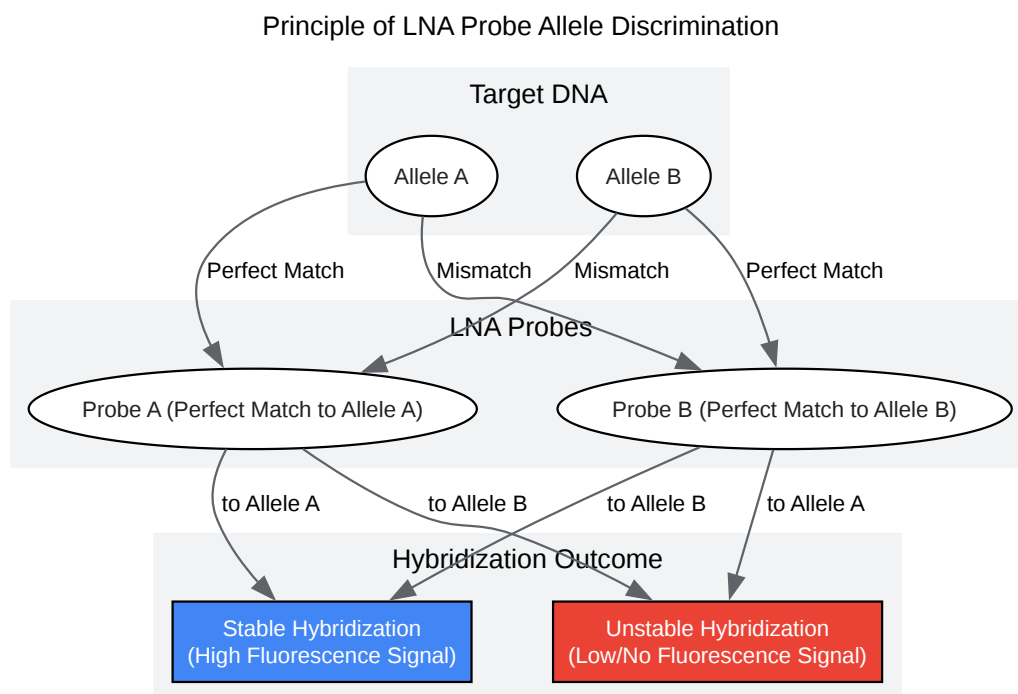 Principle of LNA Probe Allele Discrimination
Target DNA
Allele A
Allele B
Perfect Match
Mismatch
Mismatch
Perfect Match
LNA Probes
Probe A (Perfect Match to Allele A)
Probe B (Perfect Match to Allele B)
to Allele A
to Allele B
to Allele B
to Allele A
Hybridization Outcome
Stable Hybridization
(High Fluorescence Signal)
Unstable Hybridization
(Low/No Fluorescence Signal)